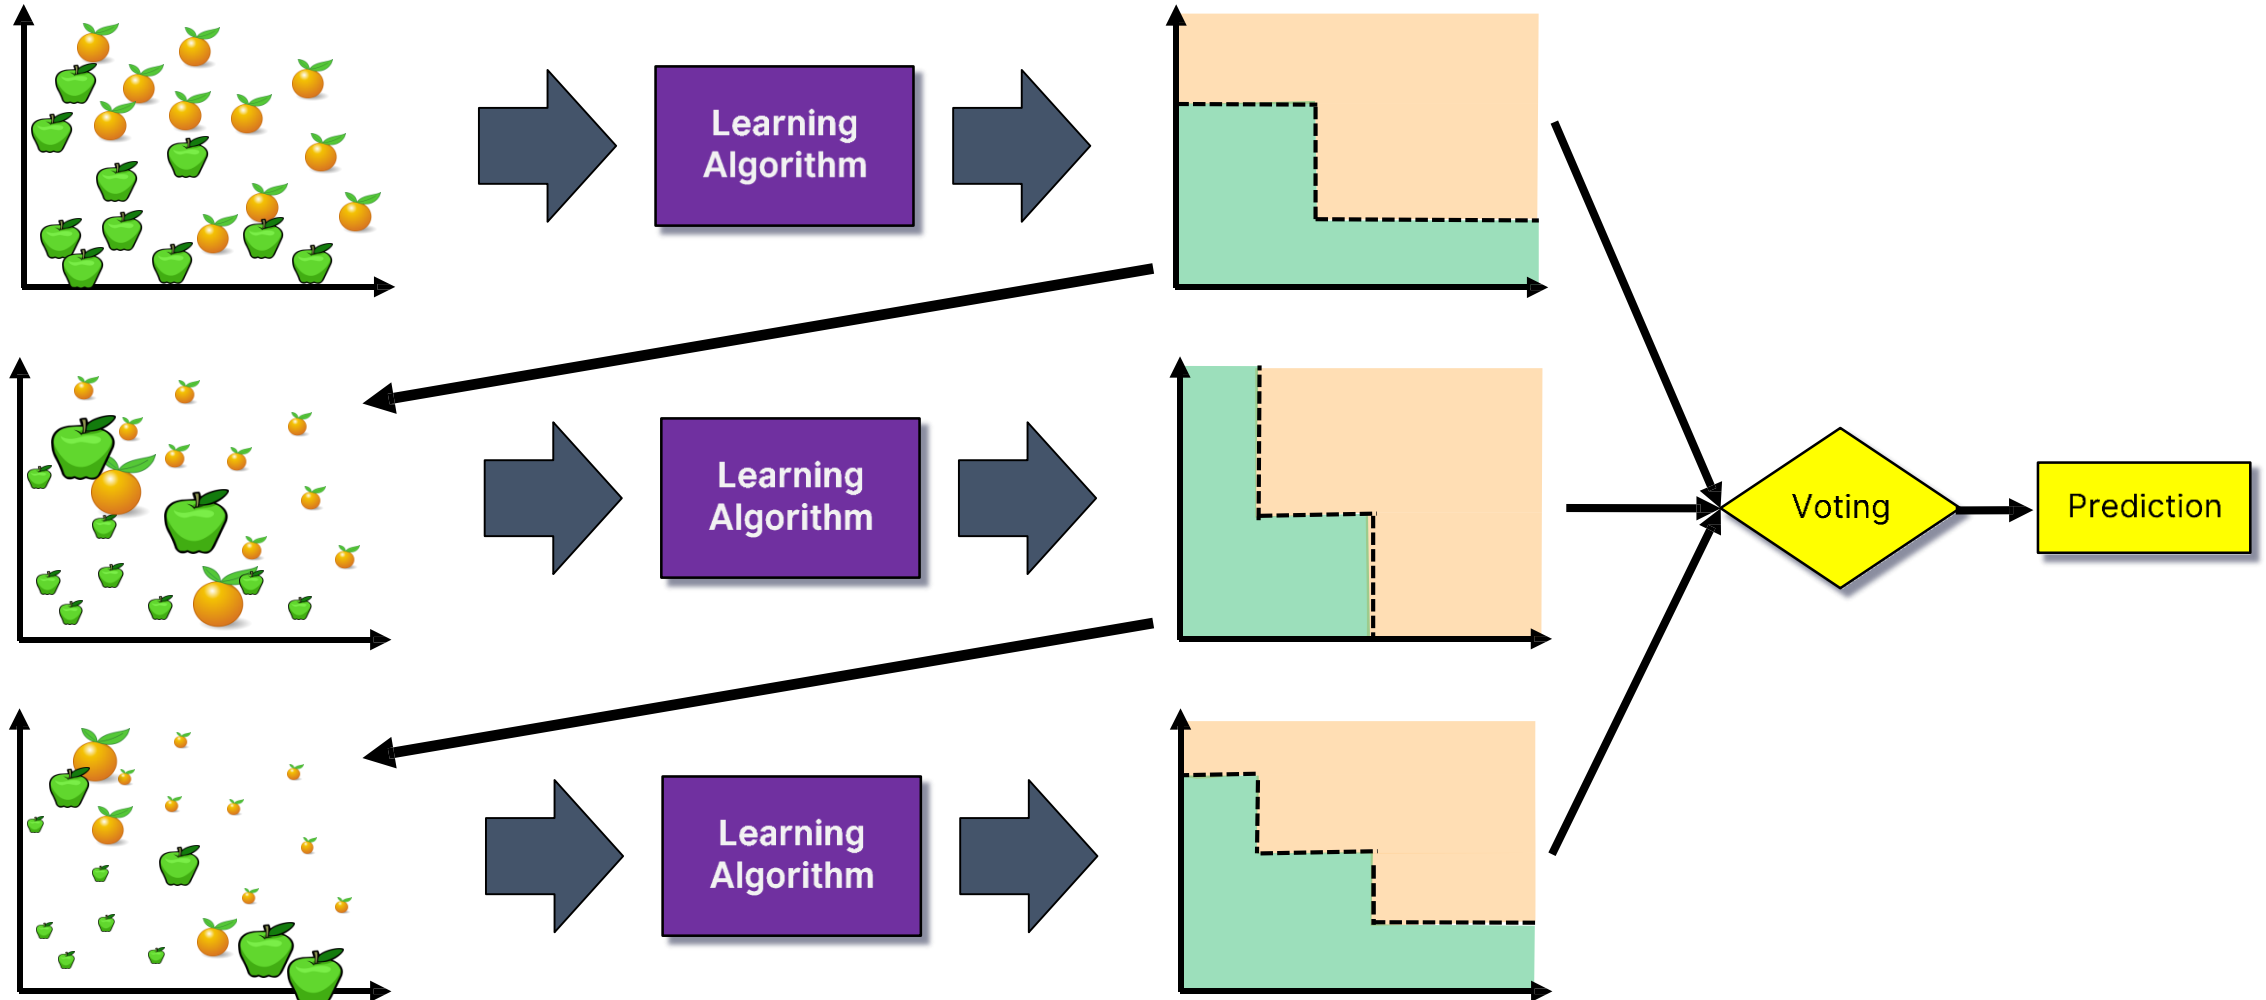 Learning
Algorithm
Learning
Algorithm
Voting
Prediction
Learning
Algorithm